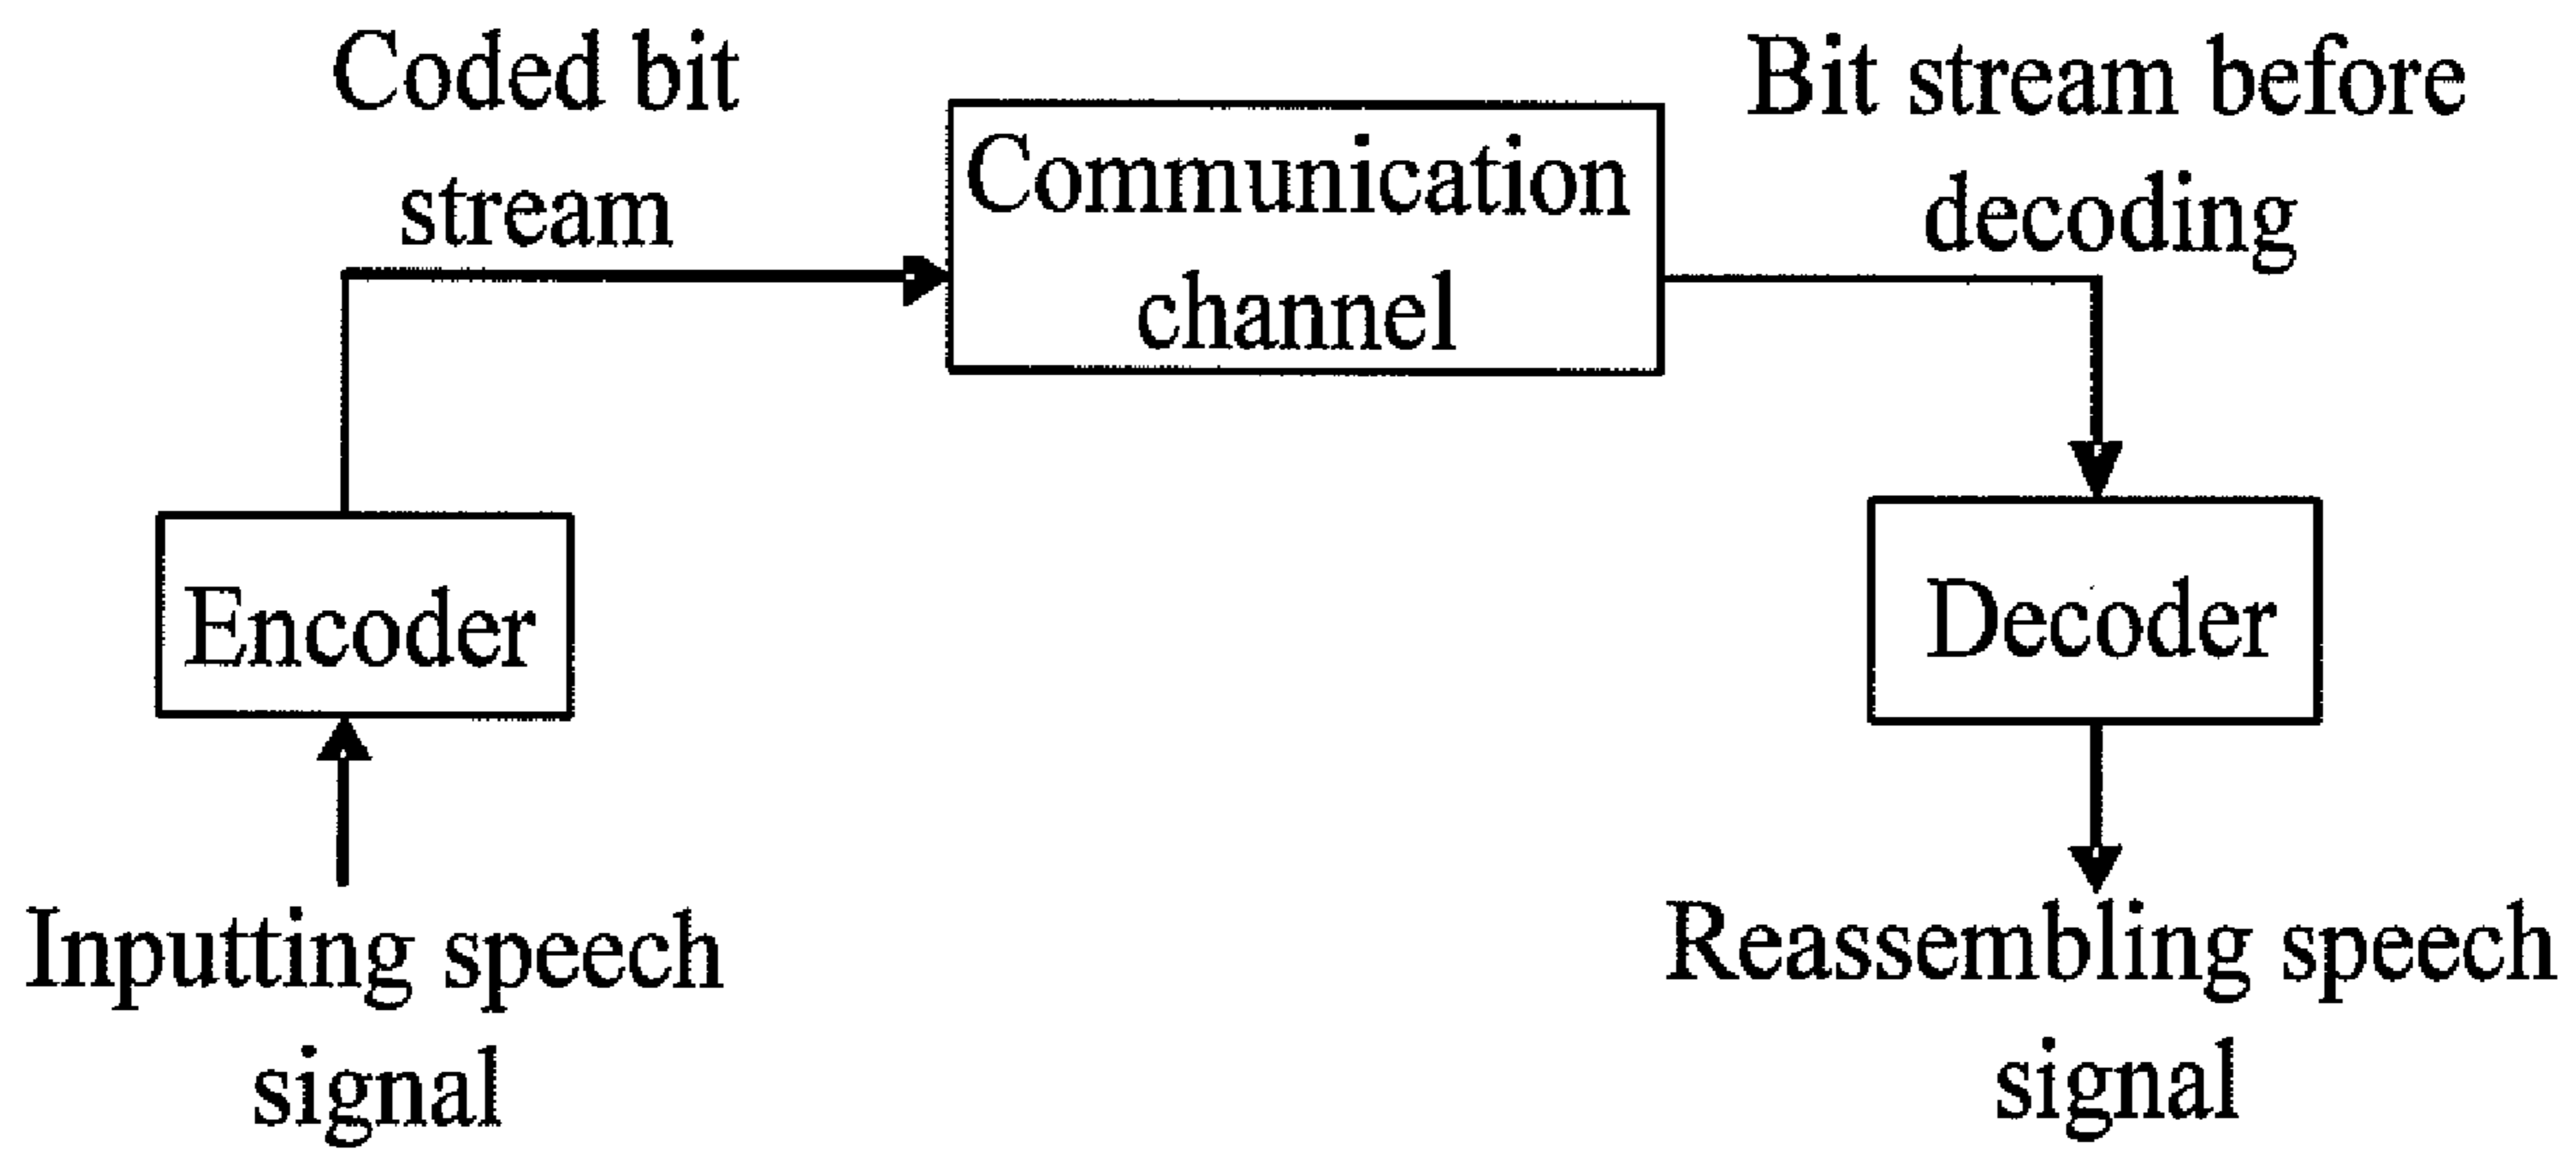 Coded bit
stream
Communication
channel
Bit stream before
decoding
Encoder
Decoder
Inputting speech
signal
Reassembling speech
signal